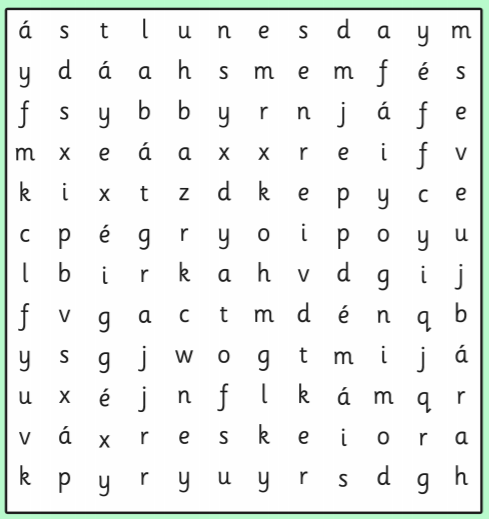 á s t l u n e s d a y m
y d á a h s m e m f é s
f s y b b y r n j á f e
m x e á a x x r e i f v
k i x t z d k e p y c e
c p é g r y o i p o y u
l b i r k a h v d g i j
f v g a c t m d é n q b
y s g j w o g t m i j á
u x é j n f l k á m q r
v á x r e s k e i o r a
k p y r y u y r s d g h